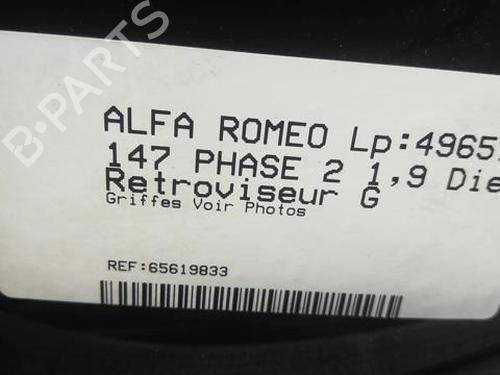 B-PARTS
ALFA ROMEO Lp:4965
147 PHASE 2 1,9 Die
Retroviseur G
Griffes Voir Photos
REF:65619833